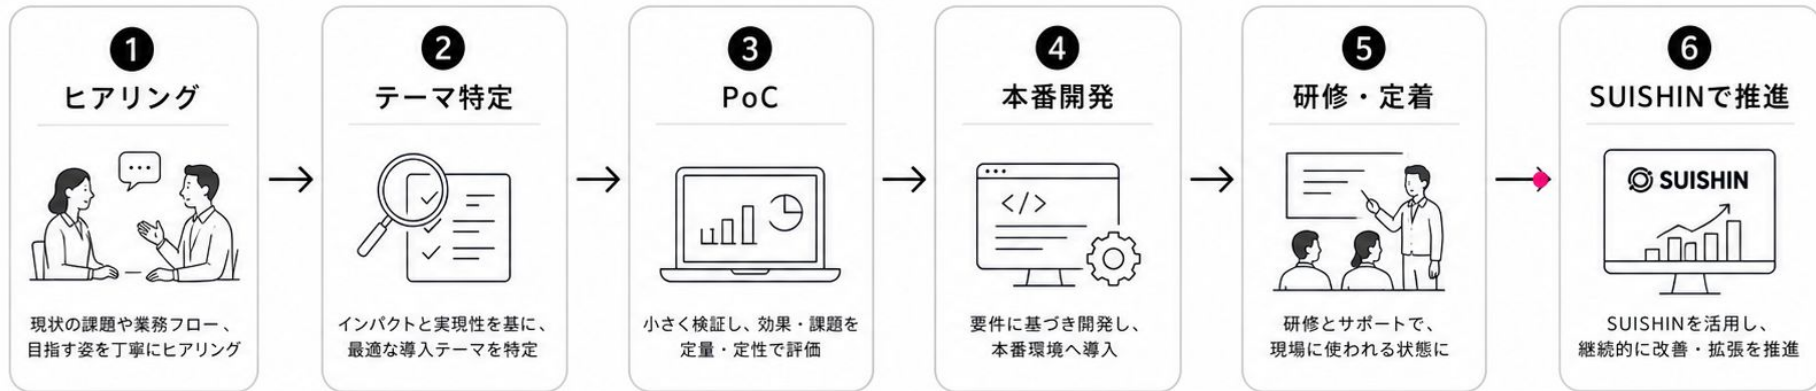 1
ヒアリング
現状の課題や業務フロー、
目指す姿を丁寧にヒアリング
2
テーマ特定
インパクトと実現性を基に、
最適な導入テーマを特定
3
PoC
小さく検証し、効果・課題を
定量・定性で評価
4
本番開発
</>
要件に基づき開発し、
本番環境へ導入
5
研修・定着
研修とサポートで、
現場に使われる状態に
6
SUISHINで推進
SUISHIN
SUISHINを活用し、
継続的に改善・拡張を推進